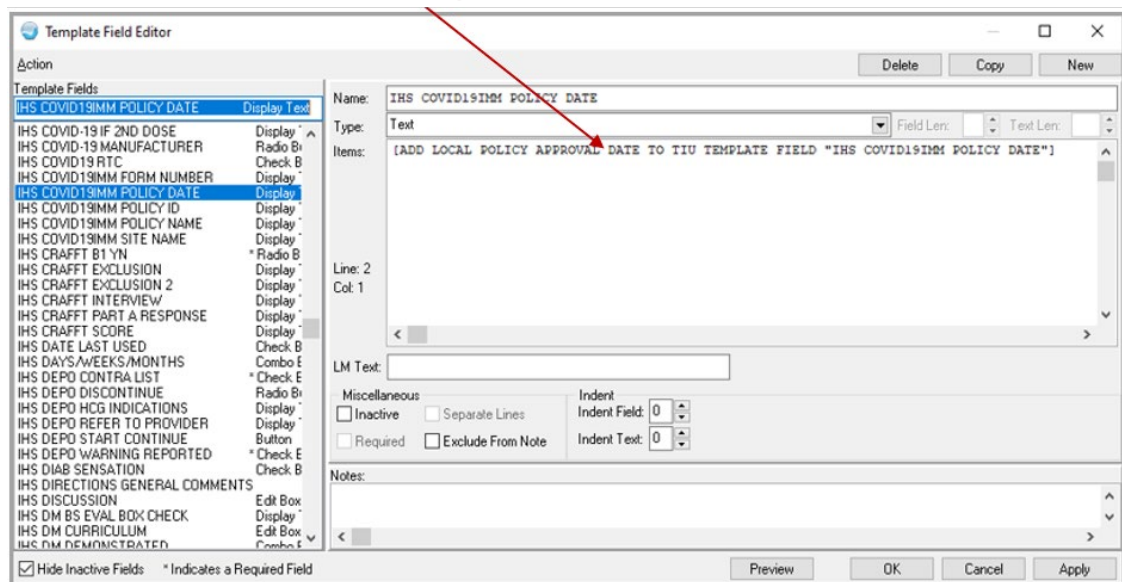 Template Field Editor
Action
Delete Copy New
Template Fields
IHS COVID19IMM POLICY DATE Display Text
IHS COVID-19 IF 2ND DOSE Display
IHS COVID-19 MANUFACTURER Radio Bu
IHS COVID19 RTC Check B
IHS COVID19IMM FORM NUMBER Display
IHS COVID19IMM POLICY DATE Display
IHS COVID19IMM POLICY ID Display
IHS COVID19IMM POLICY NAME Display
IHS COVID19IMM SITE NAME Display
IHS CRAFFT B1 YN * Radio B
IHS CRAFFT EXCLUSION Display
IHS CRAFFT EXCLUSION 2 Display
IHS CRAFFT INTERVIEW Display
IHS CRAFFT PART A RESPONSE Display
IHS CRAFFT SCORE Display
IHS DATE LAST USED Check B
IHS DAYS/WEEKS/MONTHS Combo E
IHS DEPO CONTRA LIST * Check E
IHS DEPO DISCONTINUE Radio Bu
IHS DEPO HCG INDICATIONS Display
IHS DEPO REFER TO PROVIDER Display
IHS DEPO START CONTINUE Button
IHS DEPO WARNING REPORTED * Check E
IHS DIAB SENSATION Check B
IHS DIRECTIONS GENERAL COMMENTS
IHS DISCUSSION Edit Box
IHS DM BS EVAL BOX CHECK Display
IHS DM CURRICULUM Edit Box
IHS DM DEMONSTRATED Combo E
Name: IHS COVID19IMM POLICY DATE
Type: Text Field Len: Text Len:
Items: [ADD LOCAL POLICY APPROVAL DATE TO TIU TEMPLATE FIELD "IHS COVID19IMM POLICY DATE"]
Line: 2
Col: 1
LM Text:
Miscellaneous Indent
Inactive Separate Lines Indent Field: 0
Required Exclude From Note Indent Text: 0
Notes:
Hide Inactive Fields * Indicates a Required Field Preview OK Cancel Apply